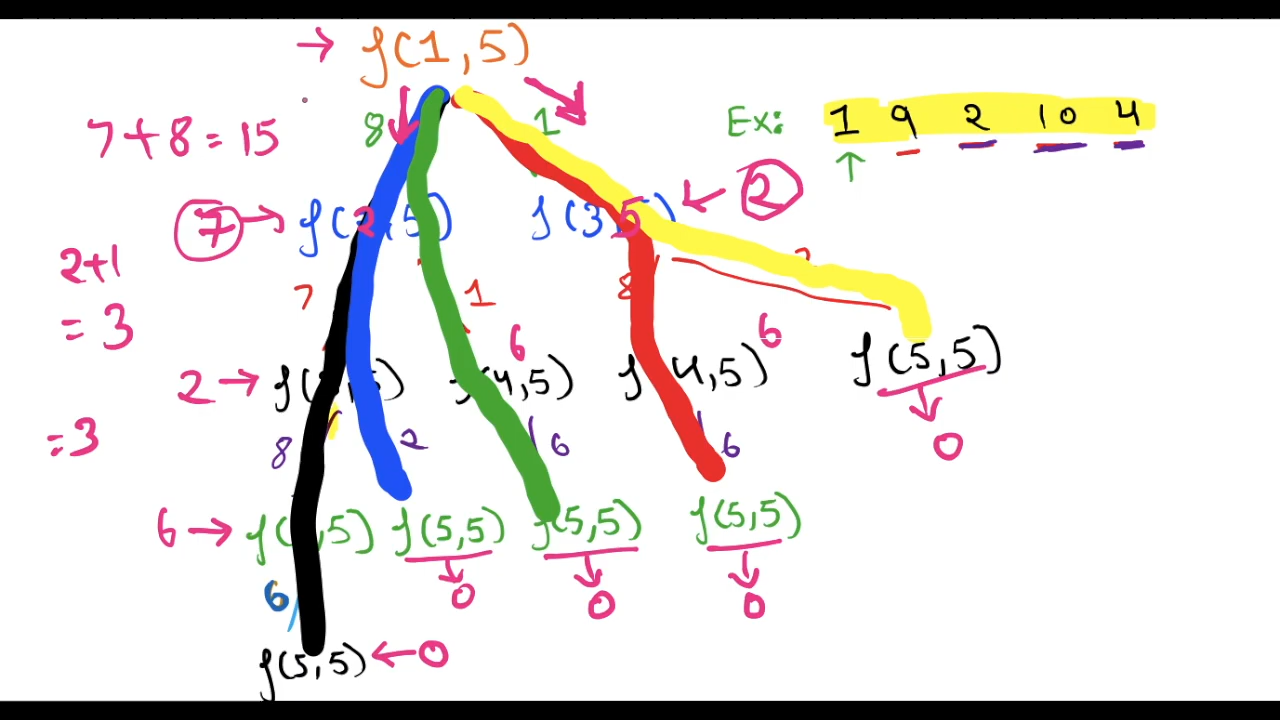 → f(1,5)
7+8=15
8
1
Ex: 1 9 2 10 4
7 → f(2,5)
f(3,5) ← 2
2+1
= 3
7
1
8
6
6
2 → f( ,5)
f(4,5)
f(4,5)
f(5,5)
0
= 3
8
2
6
6
6 → f( ,5)
f(5,5)
f(5,5)
f(5,5)
0
0
0
6
f(5,5) ← 0